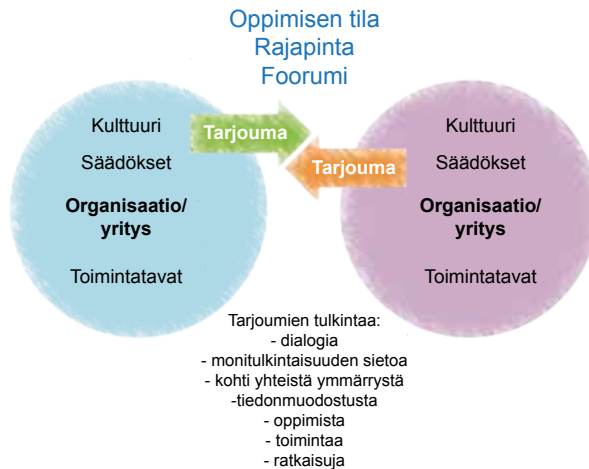 Oppimisen tila
Rajapinta
Foorumi
Kulttuuri
Säädökset
Organisaatio/
yritys
Toimintatavat
Tarjouma
Tarjouma
Kulttuuri
Säädökset
Organisaatio/
yritys
Toimintatavat
Tarjoumien tulkintaa:
- dialogia
- monitulkintaisuuden sietoa
- kohti yhteistä ymmärrystä
-tiedonmuodostusta
- oppimista
- toimintaa
- ratkaisuja